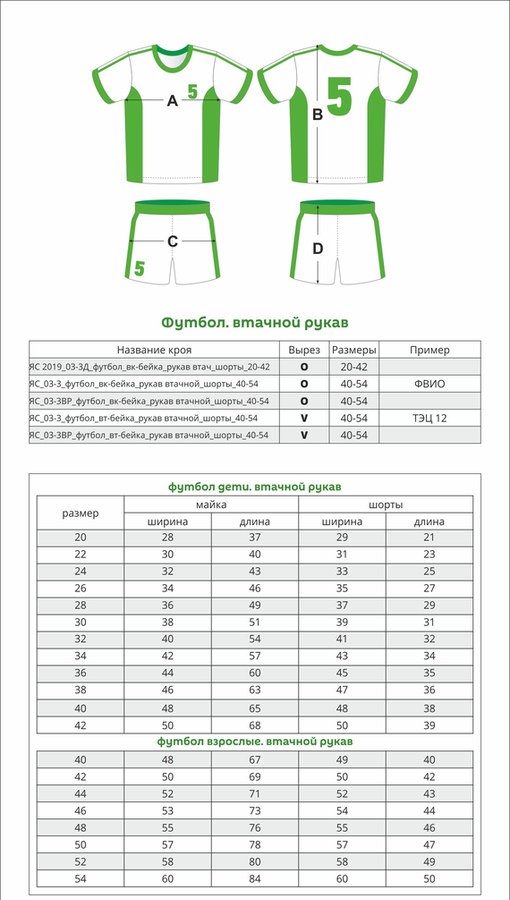 5
A
5
B
C
5
D
Футбол. втачной рукав
Название кроя Вырез Размеры Пример
ЯС 2019_03-3Д_футбол_вк-бейка_рукав втач_шорты_20-42 О 20-42
ЯС_03-3_футбол_вк-бейка_рукав втачной_шорты_40-54 О 40-54 ФВИО
ЯС_03-3ВР_футбол_вк-бейка_рукав втачной_шорты_40-54 О 40-54
ЯС_03-3_футбол_вт-бейка_рукав втачной_шорты_40-54 V 40-54 ТЭЦ 12
ЯС_03-3ВР_футбол_вт-бейка_рукав втачной_шорты_40-54 V 40-54
футбол дети. втачной рукав
размер майка шорты
ширина длина ширина длина
20 28 37 29 21
22 30 40 31 23
24 32 43 33 25
26 34 46 35 27
28 36 49 37 29
30 38 51 39 31
32 40 54 41 32
34 42 57 43 34
36 44 60 45 35
38 46 63 47 36
40 48 65 48 38
42 50 68 50 39
футбол взрослые. втачной рукав
40 48 67 49 40
42 50 69 50 42
44 52 71 52 43
46 53 73 54 44
48 55 76 55 46
50 57 78 57 47
52 58 80 58 49
54 60 84 60 50